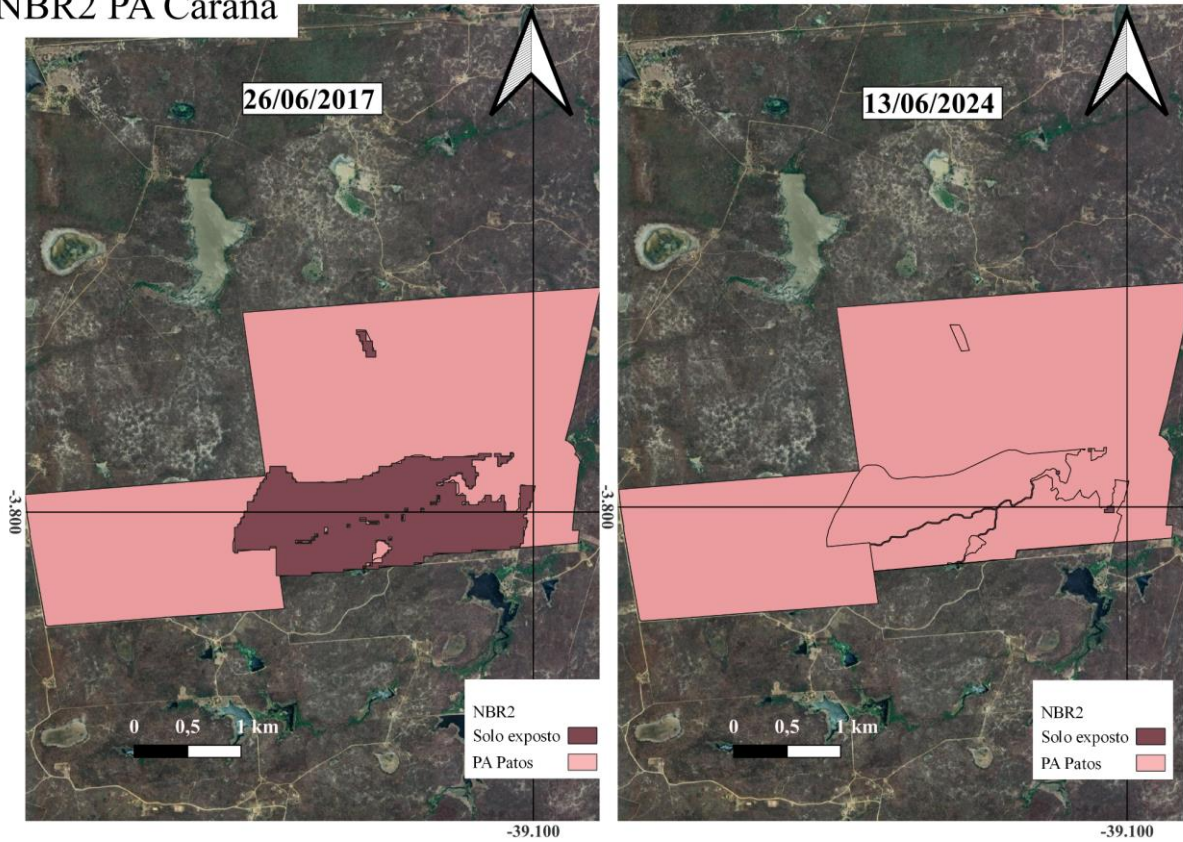 NBR2 PA Carana
26/06/2017
-3.800
0 0,5 1 km
NBR2
Solo exposto
PA Patos
-39.100
13/06/2024
-3.800
0 0,5 1 km
NBR2
Solo exposto
PA Patos
-39.100